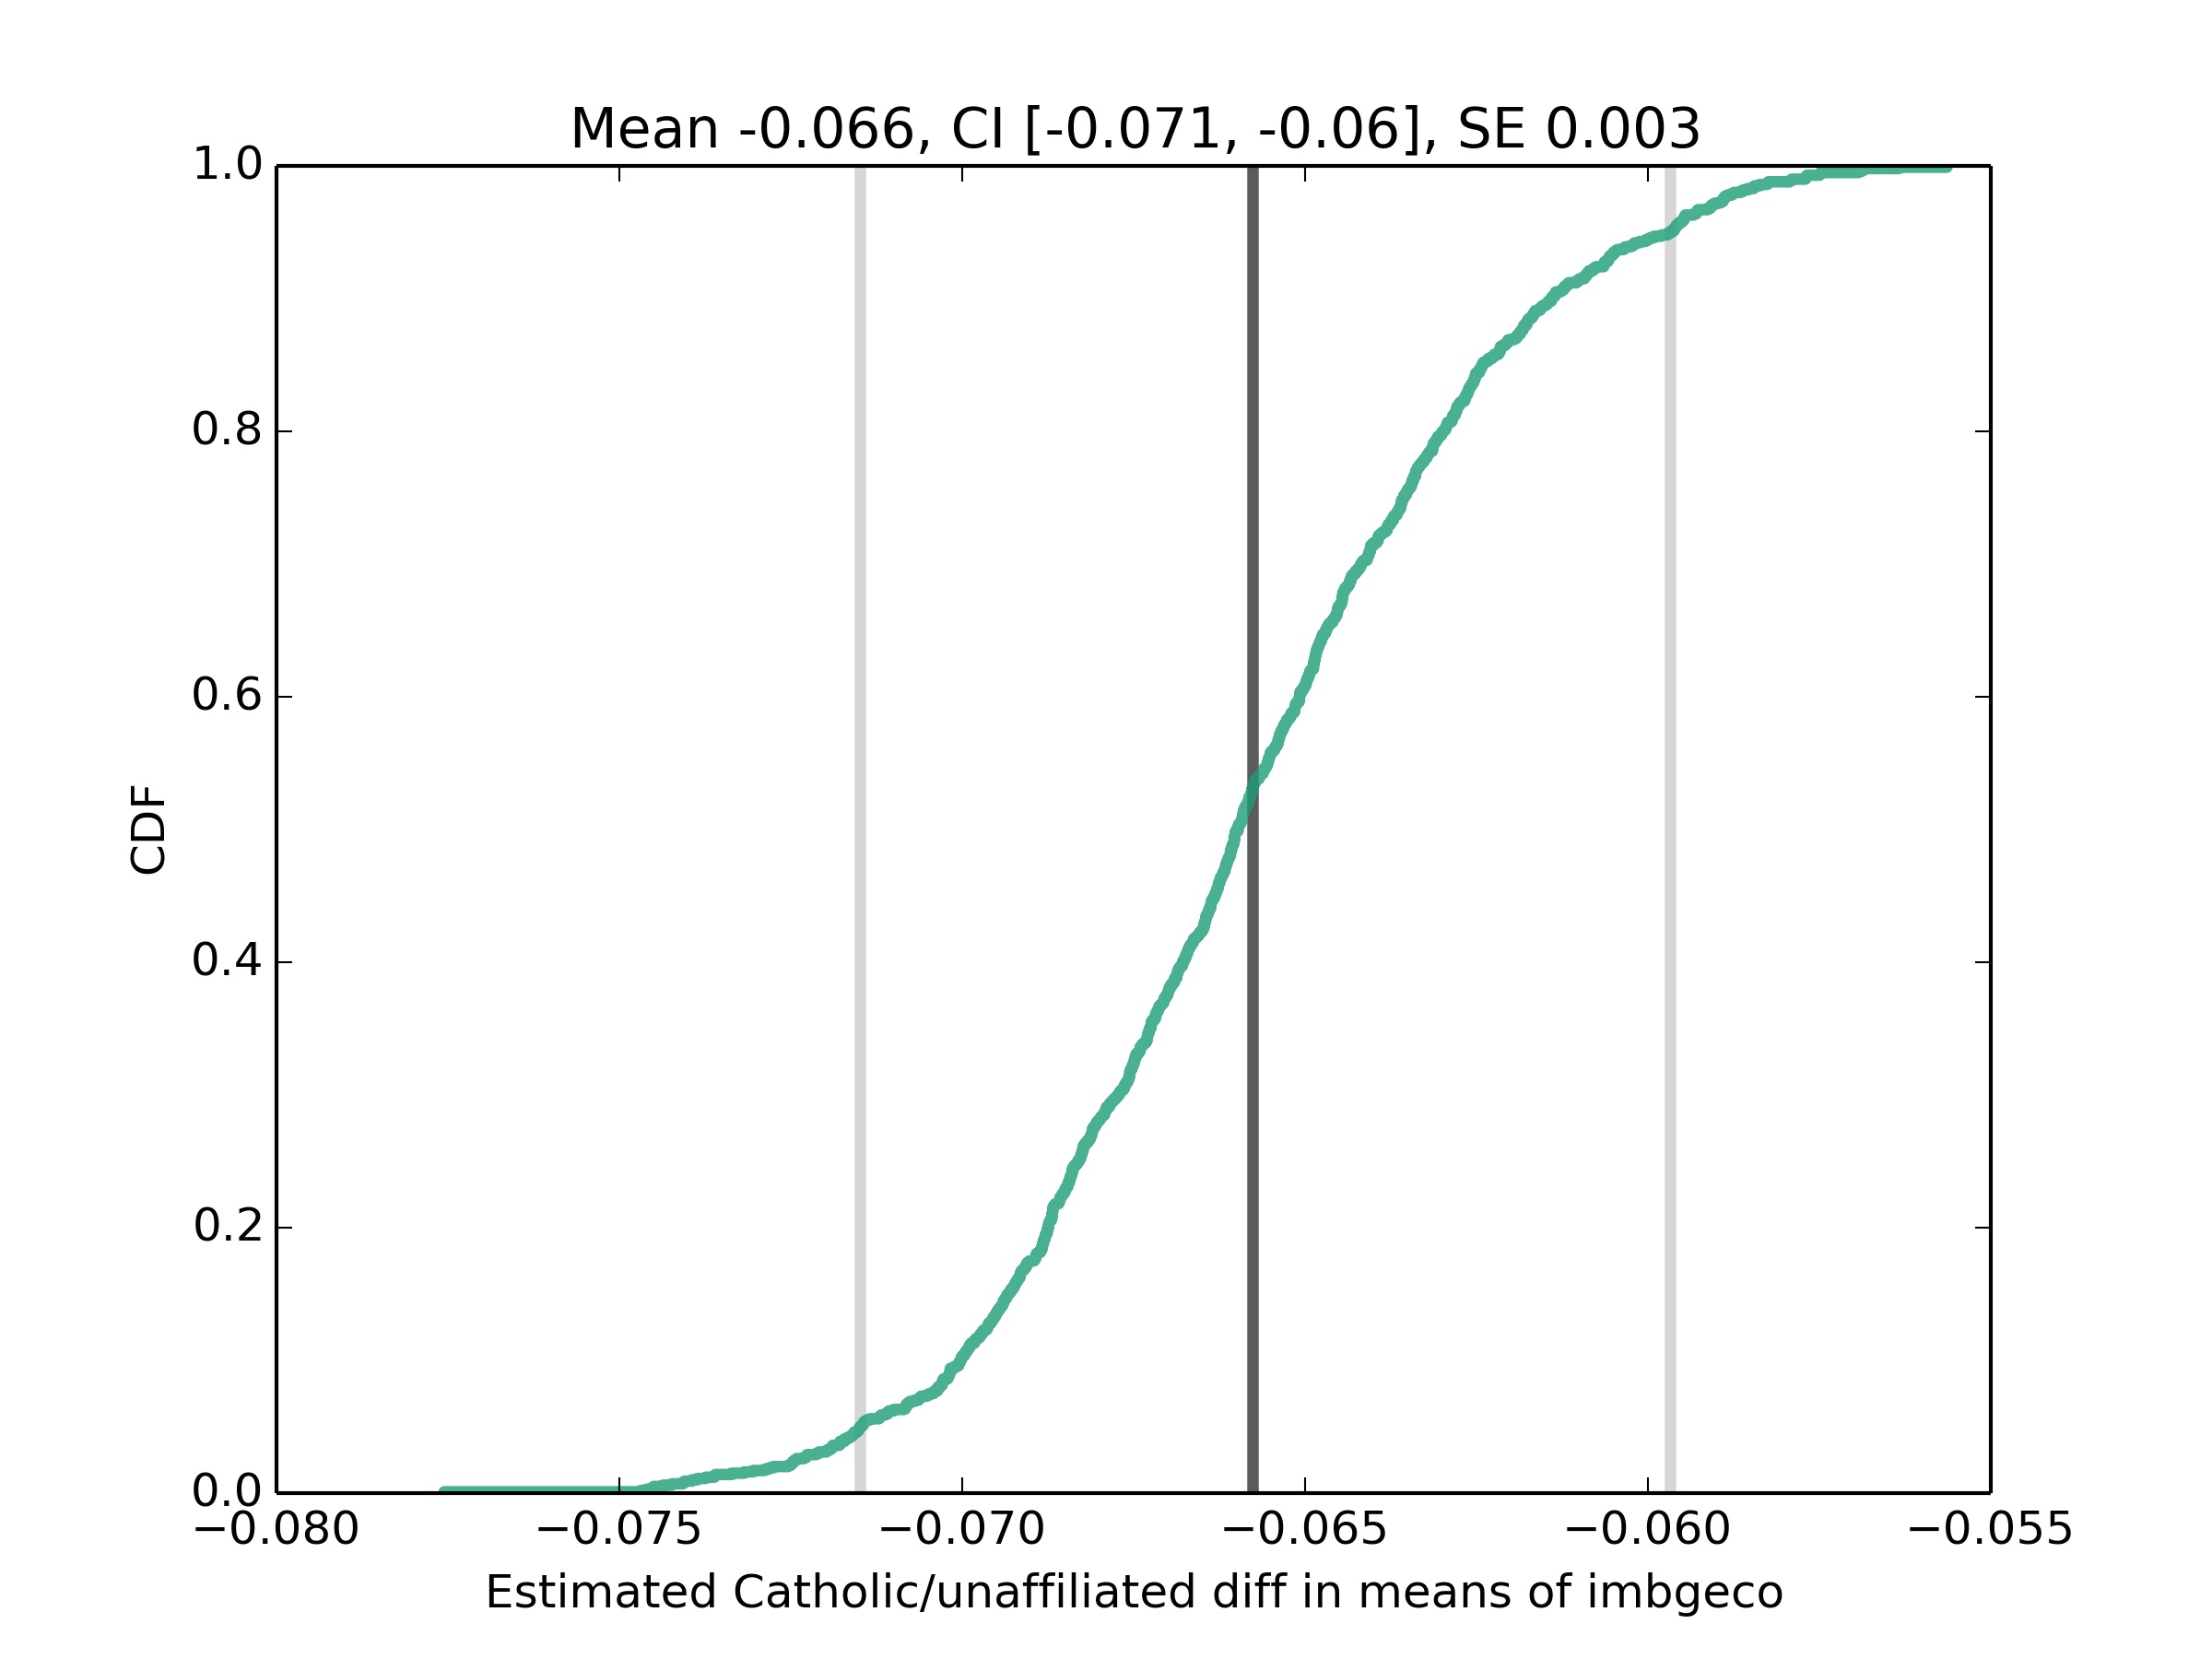 Mean -0.066, CI [-0.071, -0.06], SE 0.003
1.0
0.8
0.6
0.4
0.2
0.0
CDF
−0.080 −0.075 −0.070 −0.065 −0.060 −0.055
Estimated Catholic/unaffiliated diff in means of imbgeco